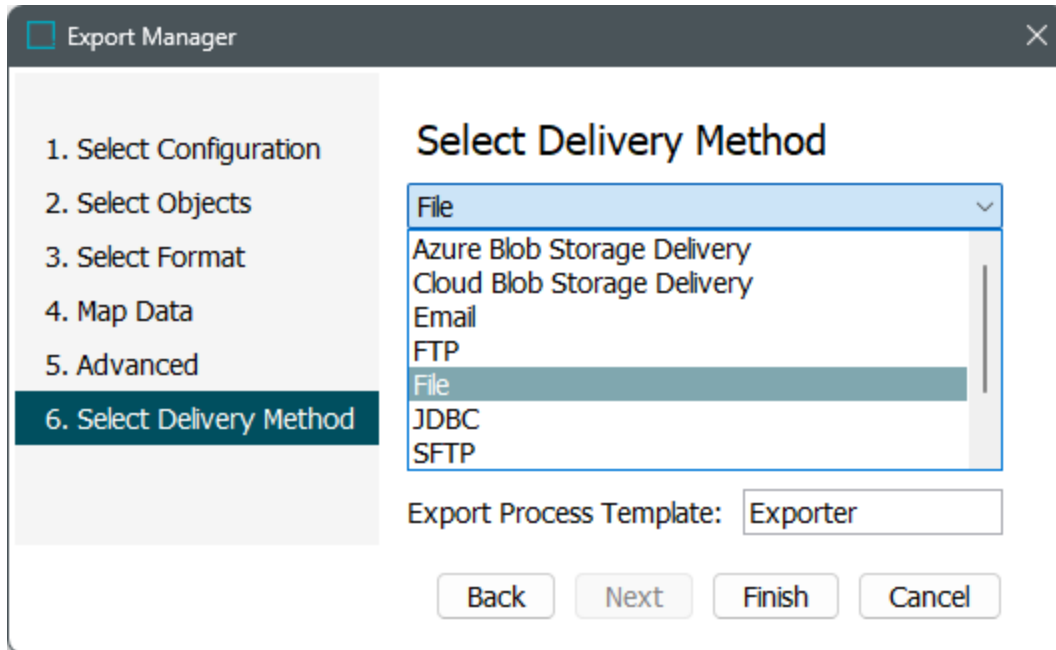 Export Manager
1. Select Configuration
2. Select Objects
3. Select Format
4. Map Data
5. Advanced
6. Select Delivery Method
Select Delivery Method
File
Azure Blob Storage Delivery
Cloud Blob Storage Delivery
Email
FTP
File
JDBC
SFTP
Export Process Template: Exporter
Back Next Finish Cancel